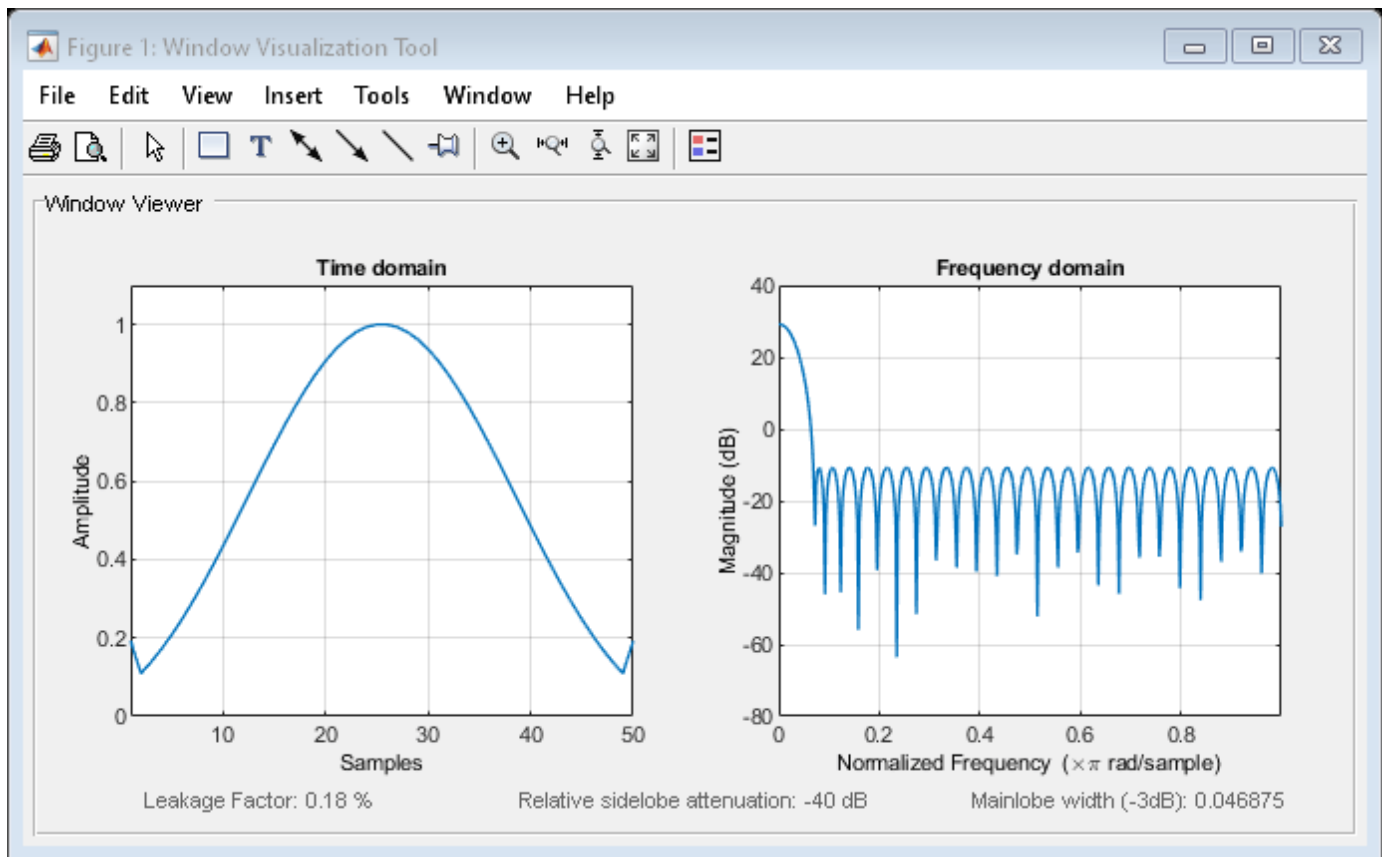 Figure 1: Window Visualization Tool
File Edit View Insert Tools Window Help
T
Window Viewer
Time domain
Amplitude
1
0.8
0.6
0.4
0.2
0
10 20 30 40 50
Samples
Frequency domain
Magnitude (dB)
40
20
0
-20
-40
-60
-80
0 0.2 0.4 0.6 0.8
Normalized Frequency (×π rad/sample)
Leakage Factor: 0.18 % Relative sidelobe attenuation: -40 dB Mainlobe width (-3dB): 0.046875